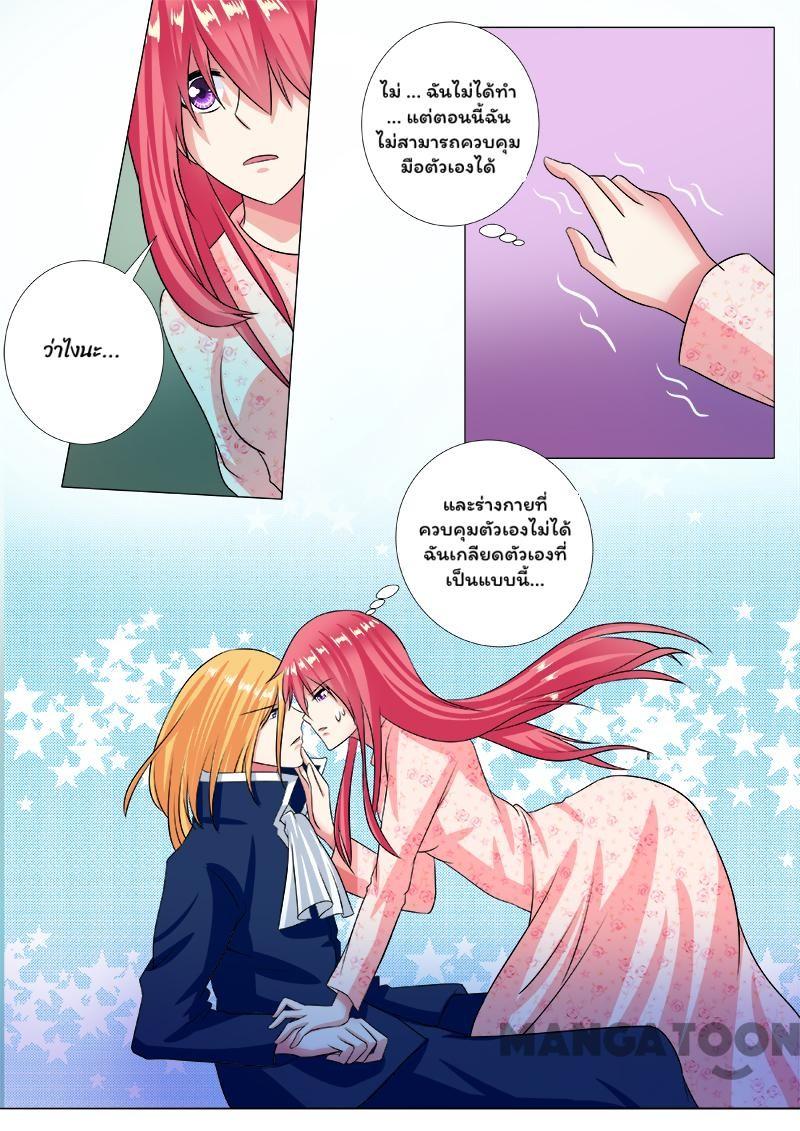 ว่าไงนะ...
ไม่ ... ฉันไม่ได้ทำ
... แต่ตอนนี้ฉัน
ไม่สามารถควบคุม
มือตัวเองได้
และร่างกายที่
ควบคุมตัวเองไม่ได้
ฉันเกลียดตัวเองที่
เป็นแบบนี้...
MANGATOON